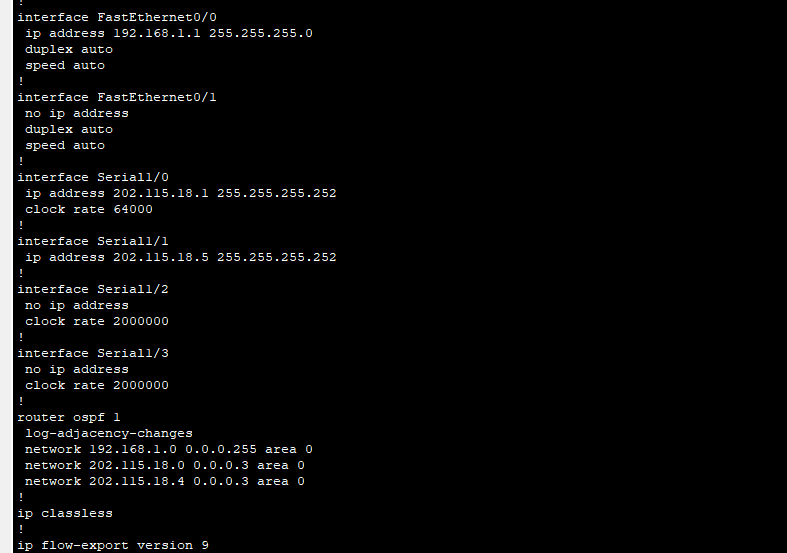 !
interface FastEthernet0/0
 ip address 192.168.1.1 255.255.255.0
 duplex auto
 speed auto
!
interface FastEthernet0/1
 no ip address
 duplex auto
 speed auto
!
interface Serial1/0
 ip address 202.115.18.1 255.255.255.252
 clock rate 64000
!
interface Serial1/1
 ip address 202.115.18.5 255.255.255.252
!
interface Serial1/2
 no ip address
 clock rate 2000000
!
interface Serial1/3
 no ip address
 clock rate 2000000
!
router ospf 1
 log-adjacency-changes
 network 192.168.1.0 0.0.0.255 area 0
 network 202.115.18.0 0.0.0.3 area 0
 network 202.115.18.4 0.0.0.3 area 0
!
ip classless
!
ip flow-export version 9